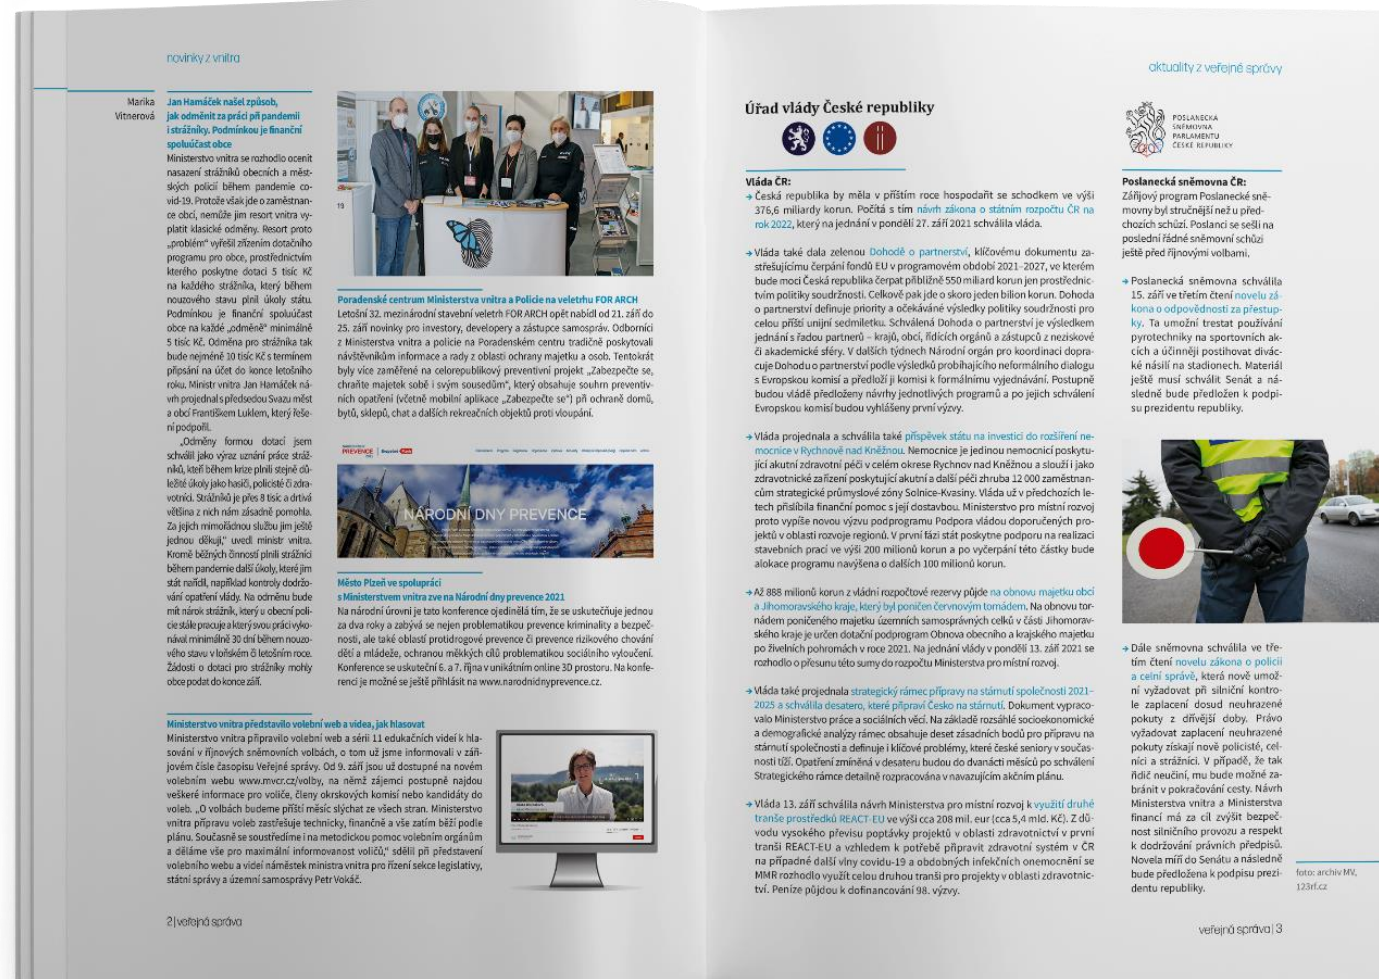 novinky z vnitra
Marika
Vitnerová
Jan Hamáček našel způsob,
jak odměnit za práci při pandemii
i strážníky. Podmínkou je finanční
spoluúčast obce
Ministerstvo vnitra se rozhodlo ocenit
nasazení strážníků obecních a měst-
ských policií během pandemie co-
vid-19. Protože však jde o zaměstnan-
ce obcí, nemůže jim resort vnitra vy-
platit klasické odměny. Resort proto
„problém“ vyřešil zřízením dotačního
programu pro obce, prostřednictvím
kterého poskytne dotaci 5 tisíc Kč
na každého strážníka, který během
nouzového stavu plnil úkoly státu.
Podmínkou je finanční spoluúčast
obce na každé „odměně“ minimálně
5 tisíc Kč. Odměna pro strážníka tak
bude nejméně 10 tisíc Kč s termínem
připsání na účet do konce letošního
roku. Ministr vnitra Jan Hamáček ná-
vrh projednal s předsedou Svazu měst
a obcí Františkem Luklem, který řeše-
ní podpořil.
„Odměny formou dotací jsem
schválil jako výraz uznání práce stráž-
níků, kteří během krize plnili stejně dů-
ležité úkoly jako hasiči, policisté či zdra-
votníci. Strážníků je přes 8 tisíc a drtivá
většina z nich nám zásadně pomohla.
Za jejich mimořádnou službu jim ještě
jednou děkuji,“ uvedl ministr vnitra.
Kromě běžných činností plnili strážníci
během pandemie další úkoly, které jim
stát nařídil, například kontroly dodržo-
vání opatření vlády. Na odměnu bude
mít nárok strážník, který u obecní poli-
cie stále pracuje a který svou práci vyko-
nával minimálně 30 dní během nouzo-
vého stavu v loňském či letošním roce.
Žádosti o dotaci pro strážníky mohly
obce podat do konce září.
Poradenské centrum Ministerstva vnitra a Policie na veletrhu FOR ARCH
Letošní 32. mezinárodní stavební veletrh FOR ARCH opět nabídl od 21. září do
25. září novinky pro investory, developery a zástupce samospráv. Odborníci
z Ministerstva vnitra a policie na Poradenském centru tradičně poskytovali
návštěvníkům informace a rady z oblasti ochrany majetku a osob. Tentokrát
byly více zaměřené na celorepublikový preventivní projekt „Zabezpečte se,
chraňte majetek sobě i svým sousedům“, který obsahuje souhrn preventiv-
ních opatření (včetně mobilní aplikace „Zabezpečte se“) při ochraně domů,
bytů, sklepů, chat a dalších rekreačních objektů proti vloupání.
PREVENCE
NÁRODNÍ DNY PREVENCE
Město Plzeň ve spolupráci
s Ministerstvem vnitra zve na Národní dny prevence 2021
Na národní úrovni je tato konference ojedinělá tím, že se uskutečňuje jednou
za dva roky a zabývá se nejen problematikou prevence kriminality a bezpeč-
nosti, ale také oblastí protidrogové prevence či prevence rizikového chování
dětí a mládeže, ochranou měkkých cílů problematikou sociálního vyloučení.
Konference se uskuteční 6. a 7. října v unikátním online 3D prostoru. Na konfe-
renci je možné se ještě přihlásit na www.narodnidnyprevence.cz.
Ministerstvo vnitra představilo volební web a videa, jak hlasovat
Ministerstvo vnitra připravilo volební web a sérii 11 edukačních videí k hla-
sování v říjnových sněmovních volbách, o tom už jsme informovali v zář-
jovém čísle časopisu Veřejné správy. Od 9. září jsou už dostupné na novém
volebním webu www.mvcr.cz/volby, na němž zájemci postupně najdou
veškeré informace pro voliče, členy okrskových komisí nebo kandidáty do
voleb. „O volbách budeme příští měsíc slýchat ze všech stran. Ministerstvo
vnitra přípravu voleb zastřešuje technicky, finančně a vše zatím běží podle
plánu. Současně se soustředíme i na metodickou pomoc volebním orgánům
a děláme vše pro maximální informovanost voličů,“ sdělil při představení
volebního webu a videí náměstek ministra vnitra pro řízení sekce legislativy,
státní správy a územní samosprávy Petr Vokáč.
2|veřejná správa
aktuality z veřejné správy
Úřad vlády České republiky
Vláda ČR:
Česká republika by měla v příštím roce hospodařit se schodkem ve výši
376,6 miliardy korun. Počítá s tím návrh zákona o státním rozpočtu ČR na
rok 2022, který na jednání v pondělí 27. září 2021 schválila vláda.
Vláda také dala zelenou Dohodě o partnerství, klíčovému dokumentu za-
střešujícímu čerpání fondů EU v programovém období 2021–2027, ve kterém
bude moci Česká republika čerpat přibližně 550 miliard korun jen prostřednic-
tvím politiky soudržnosti. Celkově pak jde o skoro jeden bilion korun. Dohoda
o partnerství definuje priority a očekávané výsledky politiky soudržnosti pro
celou příští unijní sedmiletku. Schválená Dohoda o partnerství je výsledkem
jednání s řadou partnerů – krajů, obcí, řídících orgánů a zástupců z neziskové
či akademické sféry. V dalších týdnech Národní orgán pro koordinaci dopra-
cuje Dohodu o partnerství podle výsledků probíhajícího neformálního dialogu
s Evropskou komisí a předloží ji komisi k formálnímu vyjednávání. Postupně
budou vládě předloženy návrhy jednotlivých programů a po jejich schválení
Evropskou komisí budou vyhlášeny první výzvy.
Vláda projednala a schválila také příspěvek státu na investici do rozšíření ne-
mocnice v Rychnově nad Kněžnou. Nemocnice je jedinou nemocnicí poskytu-
jící akutní zdravotní péči v celém okrese Rychnov nad Kněžnou a slouží i jako
zdravotnické zařízení poskytující akutní a další péči zhruba 12 000 zaměstnan-
cům strategické průmyslové zóny Solnice-Kvasiny. Vláda už v předchozích le-
tech přislíbila finanční pomoc s její dostavbou. Ministerstvo pro místní rozvoj
proto vypíše novou výzvu podprogramu Podpora vládou doporučených pro-
jektů v oblasti rozvoje regionů. V první fázi stát poskytne podporu na realizaci
stavebních prací ve výši 200 milionů korun a po vyčerpání této částky bude
alokace programu navýšena o dalších 100 milionů korun.
Až 888 milionů korun z vládní rozpočtové rezervy půjde na obnovu majetku obcí
a Jihomoravského kraje, který byl poničen červnovým tornádem. Na obnovu tor-
nádem poničeného majetku územních samosprávných celků v části Jihomorav-
ského kraje je určen dotační podprogram Obnova obecního a krajského majetku
po živelních pohromách v roce 2021. Na jednání vlády v pondělí 13. září 2021 se
rozhodlo o přesunu této sumy do rozpočtu Ministerstva pro místní rozvoj.
Vláda také projednala strategický rámec přípravy na stárnutí společnosti 2021–
2025 a schválila desatero, které připraví Česko na stárnutí. Dokument vypraco-
valo Ministerstvo práce a sociálních věcí. Na základě rozsáhlé socioekonomické
a demografické analýzy rámec obsahuje deset zásadních bodů pro přípravu na
stárnutí společnosti a definuje i klíčové problémy, které české seniory v součas-
nosti tíží. Opatření zmíněná v desateru budou do dvanácti měsíců po schválení
Strategického rámce detailně rozpracována v navazujícím akčním plánu.
Vláda 13. září schválila návrh Ministerstva pro místní rozvoj k využití druhé
tranše prostředků REACT-EU ve výši cca 208 mil. eur (cca 5,4 mld. Kč). Z dů-
vodu vysokého převisu poptávky projektů v oblasti zdravotnictví v první
tranši REACT-EU a vzhledem k potřebě připravit zdravotní systém v ČR
na případné další vlny covidu-19 a obdobných infekčních onemocnění se
MMR rozhodlo využít celou druhou tranši pro projekty v oblasti zdravotnic-
tví. Peníze půjdou k dofinancování 98. výzvy.
POSLANECKÁ
SNĚMOVNA
PARLAMENTU
ČESKÉ REPUBLIKY
Poslanecká sněmovna ČR:
Zářijový program Poslanecké sně-
movny byl stručnější než u před-
chozích schůzí. Poslanci se sešli na
poslední řádné sněmovní schůzi
ještě před říjnovými volbami.
Poslanecká sněmovna schválila
15. září ve třetím čtení novelu zá-
kona o odpovědnosti za přestup-
ky. Ta umožní trestat používání
pyrotechniky na sportovních ak-
cích a účinněji postihovat divác-
ké násilí na stadionech. Materiál
ještě musí schválit Senát a ná-
sledně bude předložen k podpi-
su prezidentu republiky.
Dále sněmovna schválila ve tře-
tím čtení novelu zákona o policii
a celní správě, která nově umož-
ní vyžadovat při silniční kontro-
le zaplacení dosud neuhrazené
pokuty z dřívější doby. Právo
vyžadovat zaplacení neuhrazené
pokuty získají nově policisté, cel-
níci a strážníci. V případě, že tak
řidič neučiní, mu bude možné za-
bránit v pokračování cesty. Návrh
Ministerstva vnitra a Ministerstva
financí má za cíl zvýšit bezpeč-
nost silničního provozu a respekt
k dodržování právních předpisů.
Novela míří do Senátu a následně
bude předložena k podpisu prezi-
dentu republiky.
foto: archiv MV,
123rf.cz
veřejná správa|3